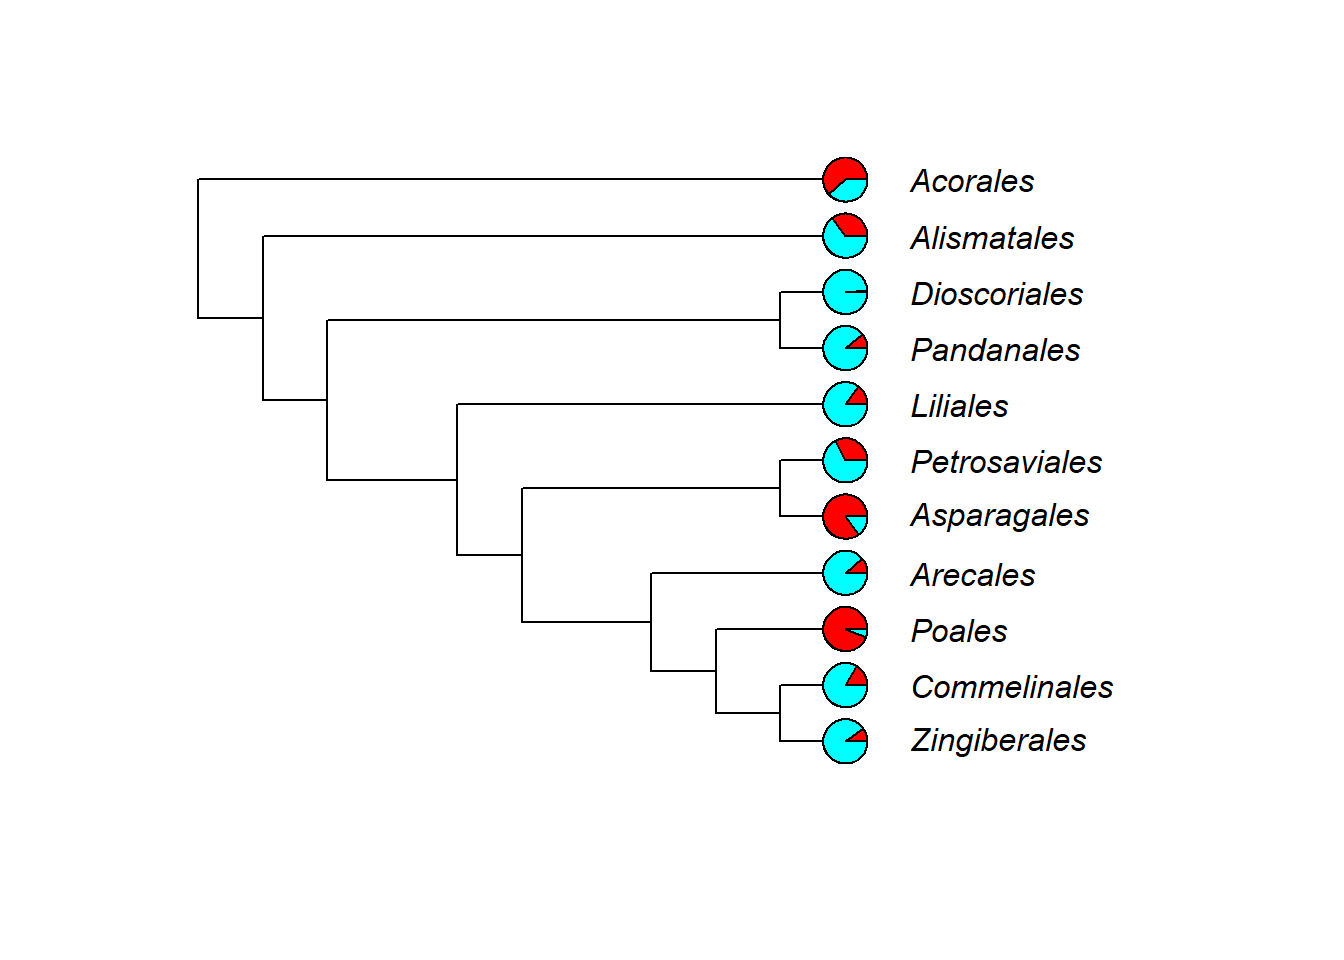 Acorales
Alismatales
Dioscoriales
Pandanales
Liliales
Petrosaviales
Asparagales
Arecales
Poales
Commelinales
Zingiberales